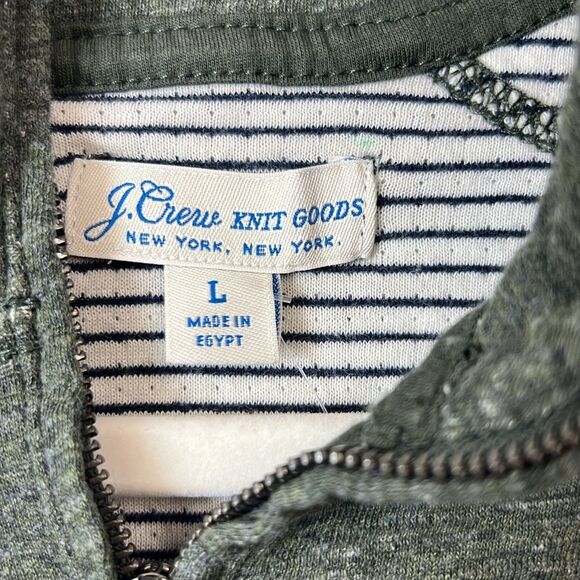 J.Crew KNIT GOODS
NEW YORK, NEW YORK.
L
MADE IN
EGYPT